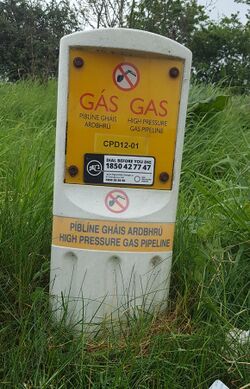 GÁS GAS
PÍBLÍNE GHÁIS HIGH PRESSURE
ARDBHRÚ GAS PIPELINE
CPD12-01
DIAL BEFORE YOU DIG
1850 42 77 47
PÍBLÍNE GHÁIS ARDBHRÚ
HIGH PRESSURE GAS PIPELINE